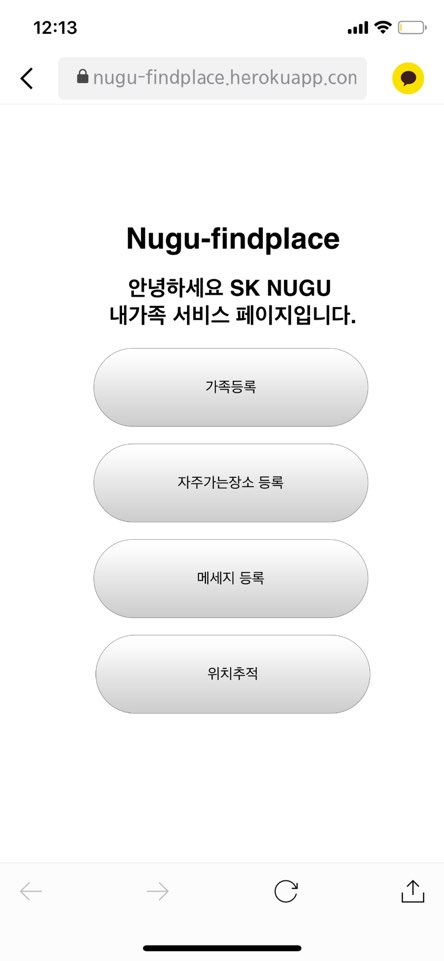 12:13
nugu-findplace.herokuapp.con
Nugu-findplace
안녕하세요 SK NUGU
내가족 서비스 페이지입니다.
가족등록
자주가는장소 등록
메세지 등록
위치추적